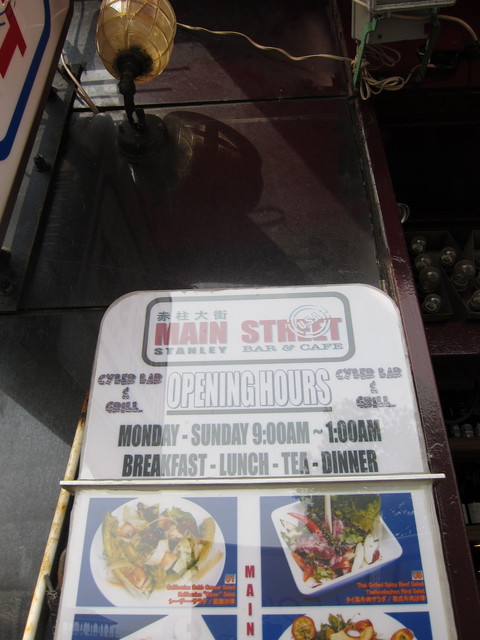 赤柱大街
MAIN STREET
STANLEY BAR & CAFE
CYBER BAR & GRILL
OPENING HOURS
CYBER BAR & GRILL
MONDAY - SUNDAY 9:00AM ~ 1:00AM
BREAKFAST - LUNCH - TEA - DINNER
MAIN